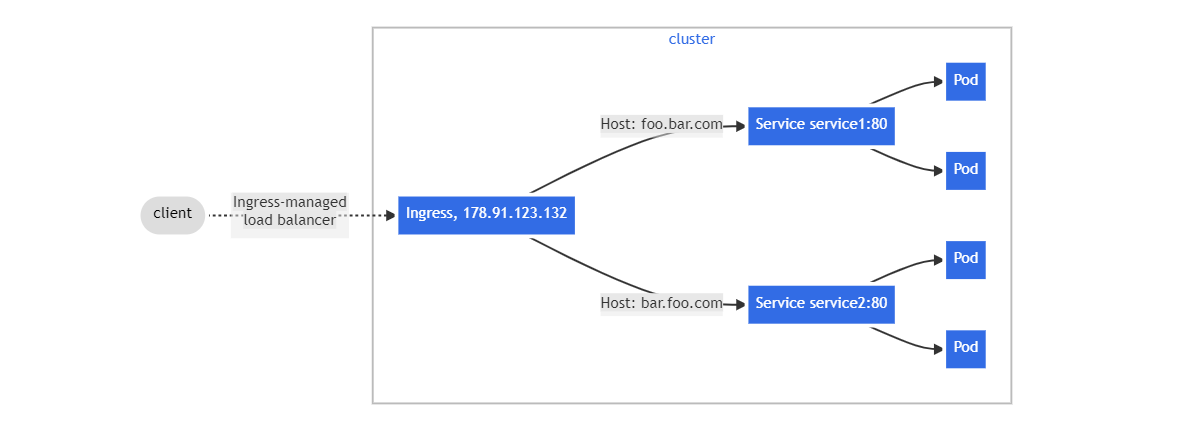 cluster
client
Ingress-managed
load balancer
Ingress, 178.91.123.132
Host: foo.bar.com
Service service1:80
Pod
Pod
Host: bar.foo.com
Service service2:80
Pod
Pod